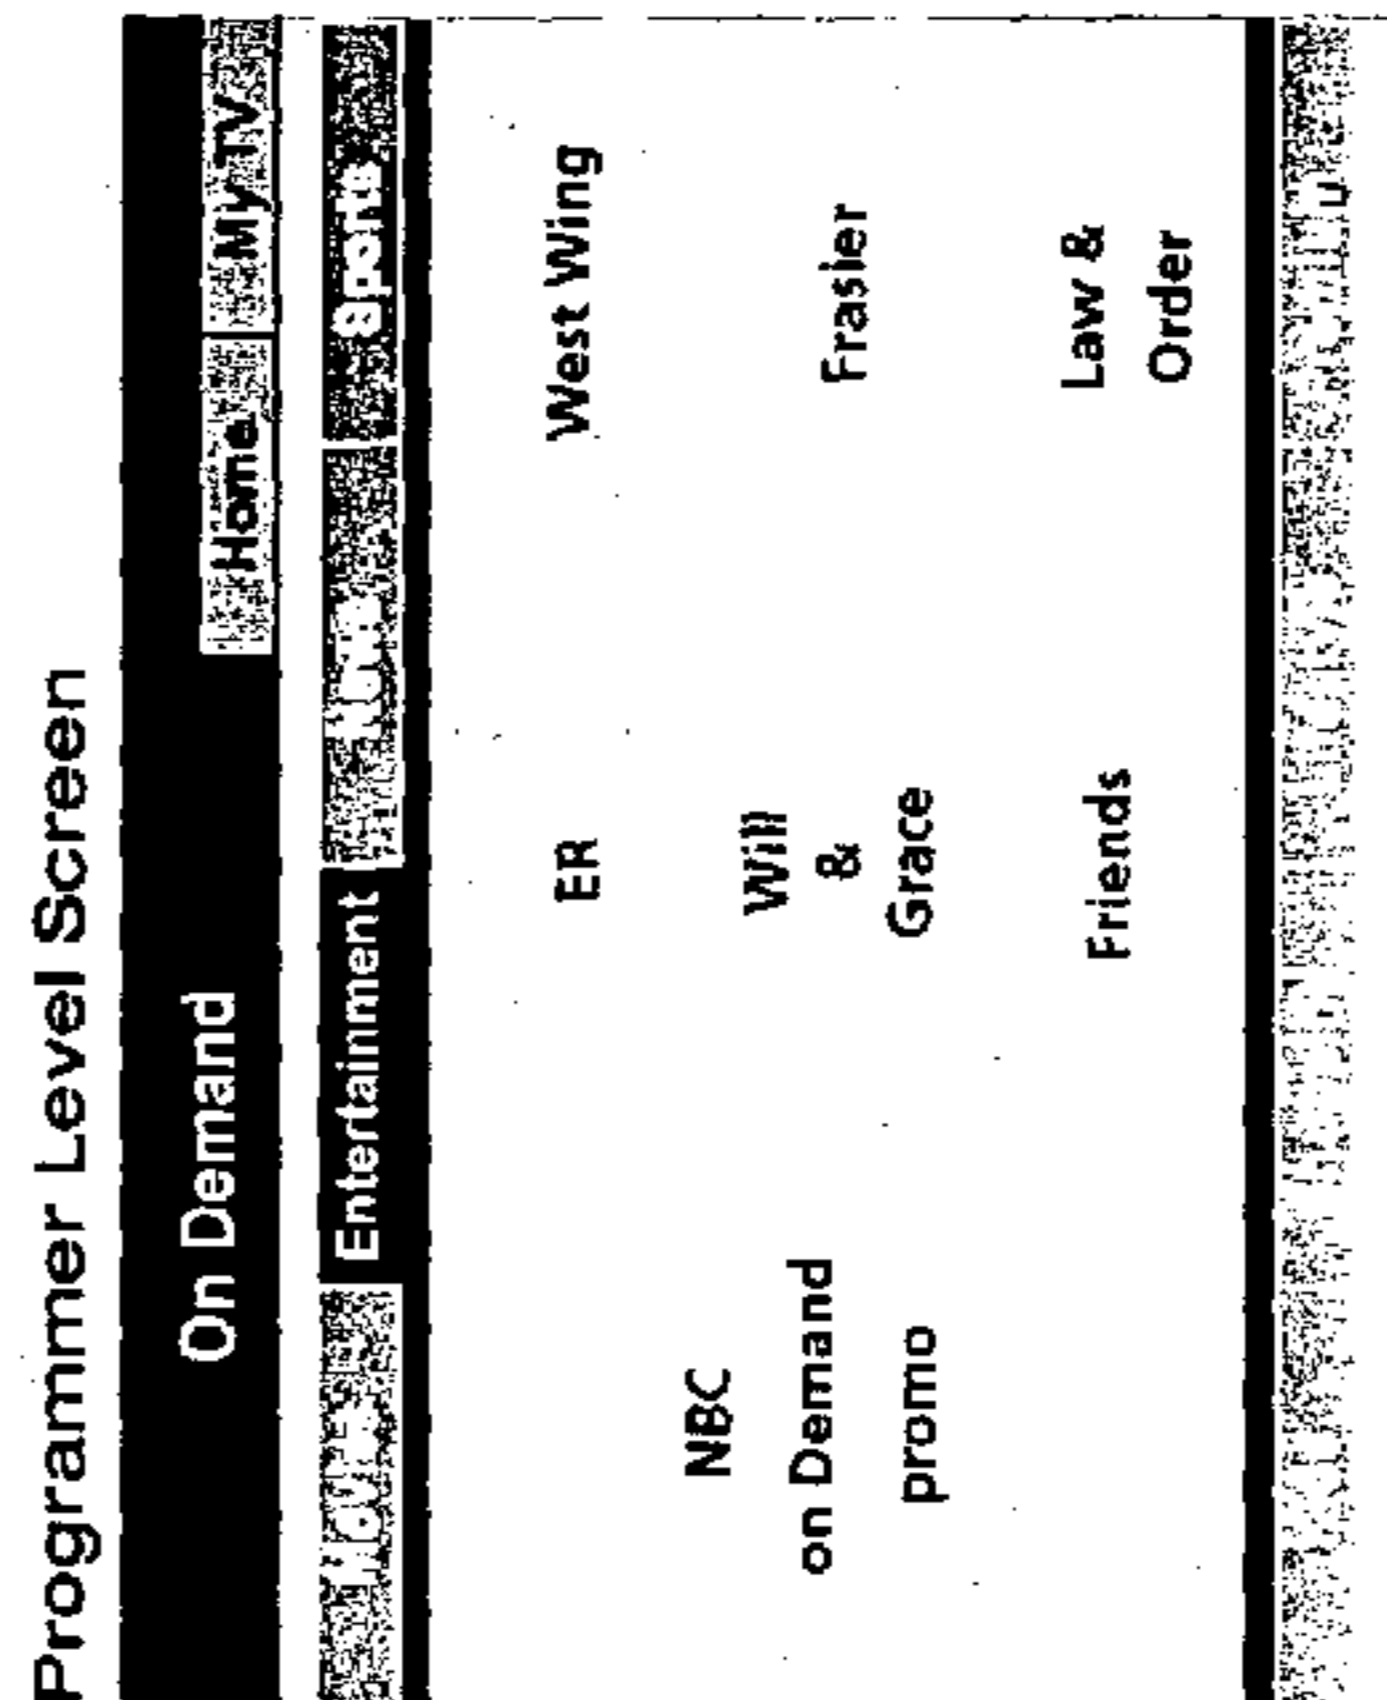 Programmer Level Screen
On Demand
Home
My TV
Entertainment
News
Sports
NBC
on Demand
promo
ER
West Wing
Will
&
Grace
Frasier
Friends
Law &
Order